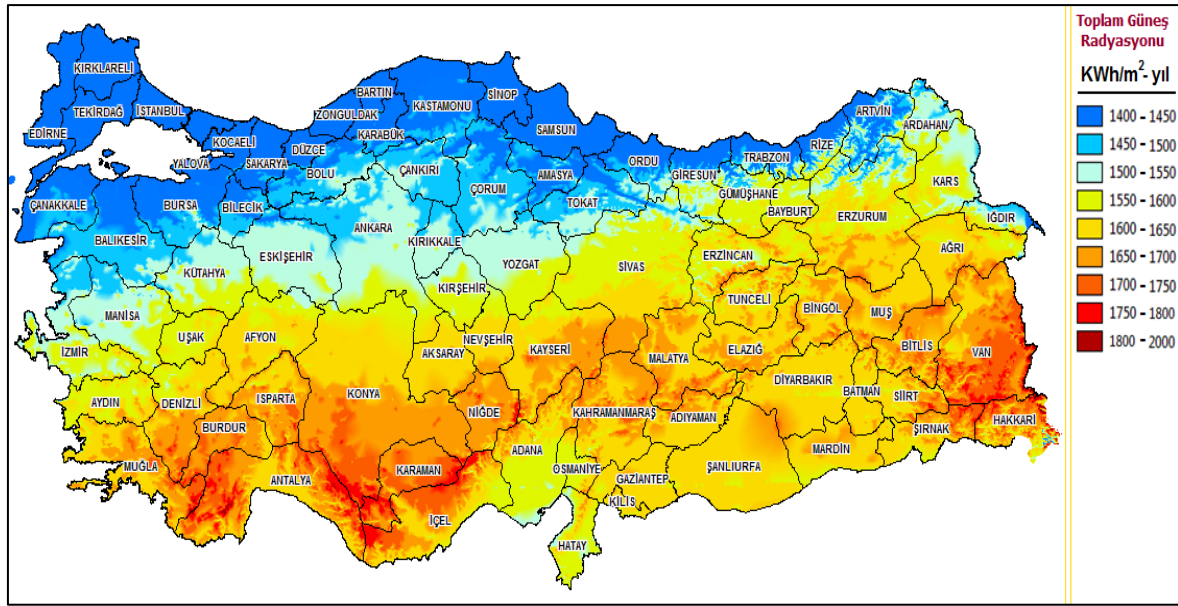 Toplam Güneş
Radyasyonu
KWh/m²- yıl
1400 - 1450
1450 - 1500
1500 - 1550
1550 - 1600
1600 - 1650
1650 - 1700
1700 - 1750
1750 - 1800
1800 - 2000
KIRKLARELİ
TEKİRDAĞ
İSTANBUL
EDİRNE
KOCAELİ
YALOVA
SAKARYA
DÜZCE
ZONGULDAK
BARTIN
KARABÜK
KASTAMONU
SİNOP
SAMSUN
BOLU
ÇANKIRI
ÇORUM
AMASYA
ORDU
GİRESUN
TRABZON
RİZE
ARTVİN
ARDAHAN
ÇANAKKALE
BURSA
BİLECİK
TOKAT
GÜMÜŞHANE
BAYBURT
ERZURUM
KARS
IĞDIR
BALIKESİR
ESKİŞEHİR
ANKARA
KIRIKKALE
YOZGAT
SİVAS
ERZİNCAN
AĞRI
KÜTAHYA
KIRŞEHİR
TUNCELİ
BİNGÖL
MUŞ
MANİSA
UŞAK
AFYON
AKSARAY
NEVŞEHİR
KAYSERİ
MALATYA
ELAZIĞ
BİTLİS
VAN
İZMİR
AYDIN
DENİZLİ
ISPARTA
BURDUR
KONYA
NİĞDE
KAHRAMANMARAŞ
ADIYAMAN
DİYARBAKIR
BATMAN
SİİRT
ŞIRNAK
HAKKARİ
MUĞLA
ANTALYA
KARAMAN
İÇEL
ADANA
OSMANİYE
GAZİANTEP
KİLİS
ŞANLIURFA
MARDİN
HATAY